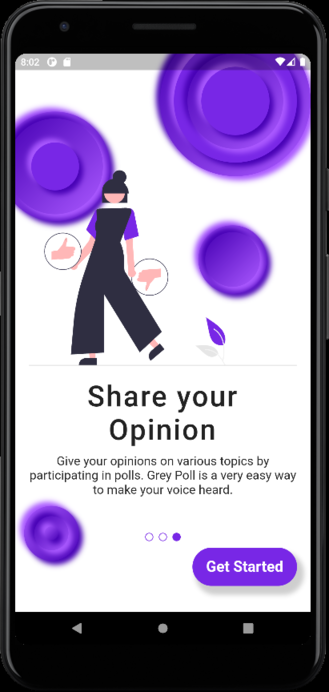 8:02
Share your
Opinion
Give your opinions on various topics by
participating in polls. Grey Poll is a very easy way
to make your voice heard.
Get Started